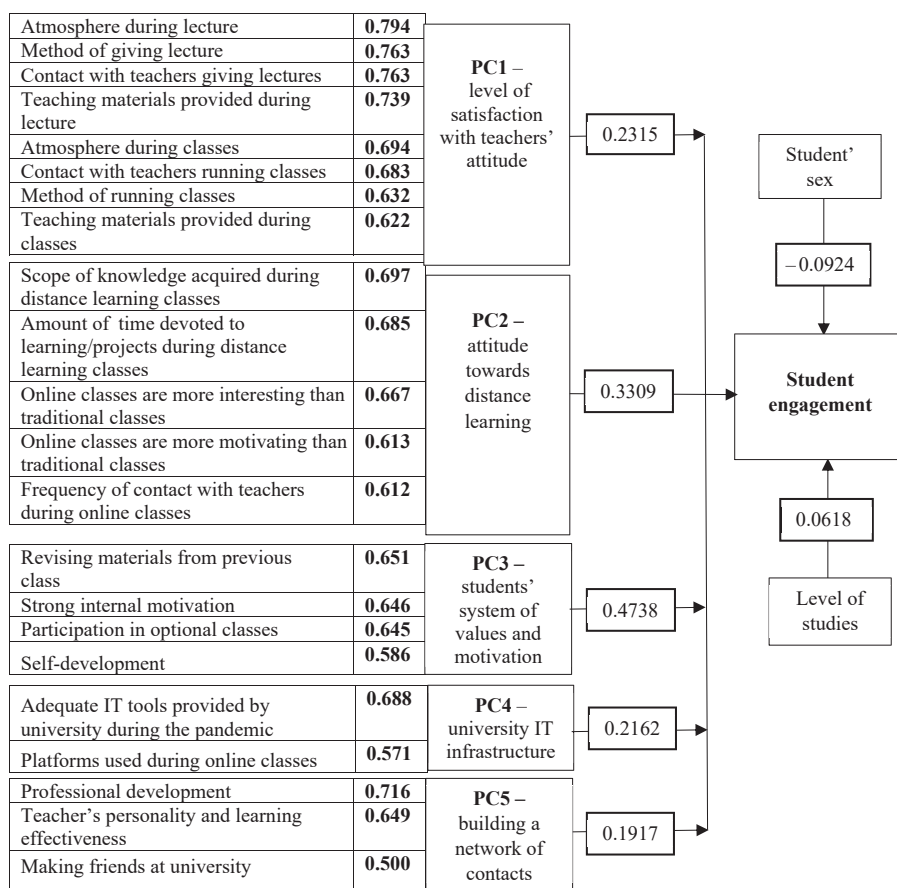 Atmosphere during lecture 0.794
Method of giving lecture 0.763
Contact with teachers giving lectures 0.763
Teaching materials provided during 0.739
lecture
Atmosphere during classes 0.694
Contact with teachers running classes 0.683
Method of running classes 0.632
Teaching materials provided during 0.622
classes
PC1 –
level of
satisfaction
with teachers’
attitude
0.2315
Scope of knowledge acquired during 0.697
distance learning classes
Amount of time devoted to 0.685
learning/projects during distance
learning classes
Online classes are more interesting than 0.667
traditional classes
Online classes are more motivating than 0.613
traditional classes
Frequency of contact with teachers 0.612
during online classes
PC2 –
attitude
towards
distance
learning
0.3309
Revising materials from previous 0.651
class
Strong internal motivation 0.646
Participation in optional classes 0.645
Self-development 0.586
PC3 –
students’
system of
values and
motivation
0.4738
Adequate IT tools provided by 0.688
university during the pandemic
Platforms used during online classes 0.571
PC4 –
university IT
infrastructure
0.2162
Professional development 0.716
Teacher’s personality and learning 0.649
effectiveness
Making friends at university 0.500
PC5 –
building a
network of
contacts
0.1917
Student’
sex
–0.0924
Student
engagement
0.0618
Level of
studies